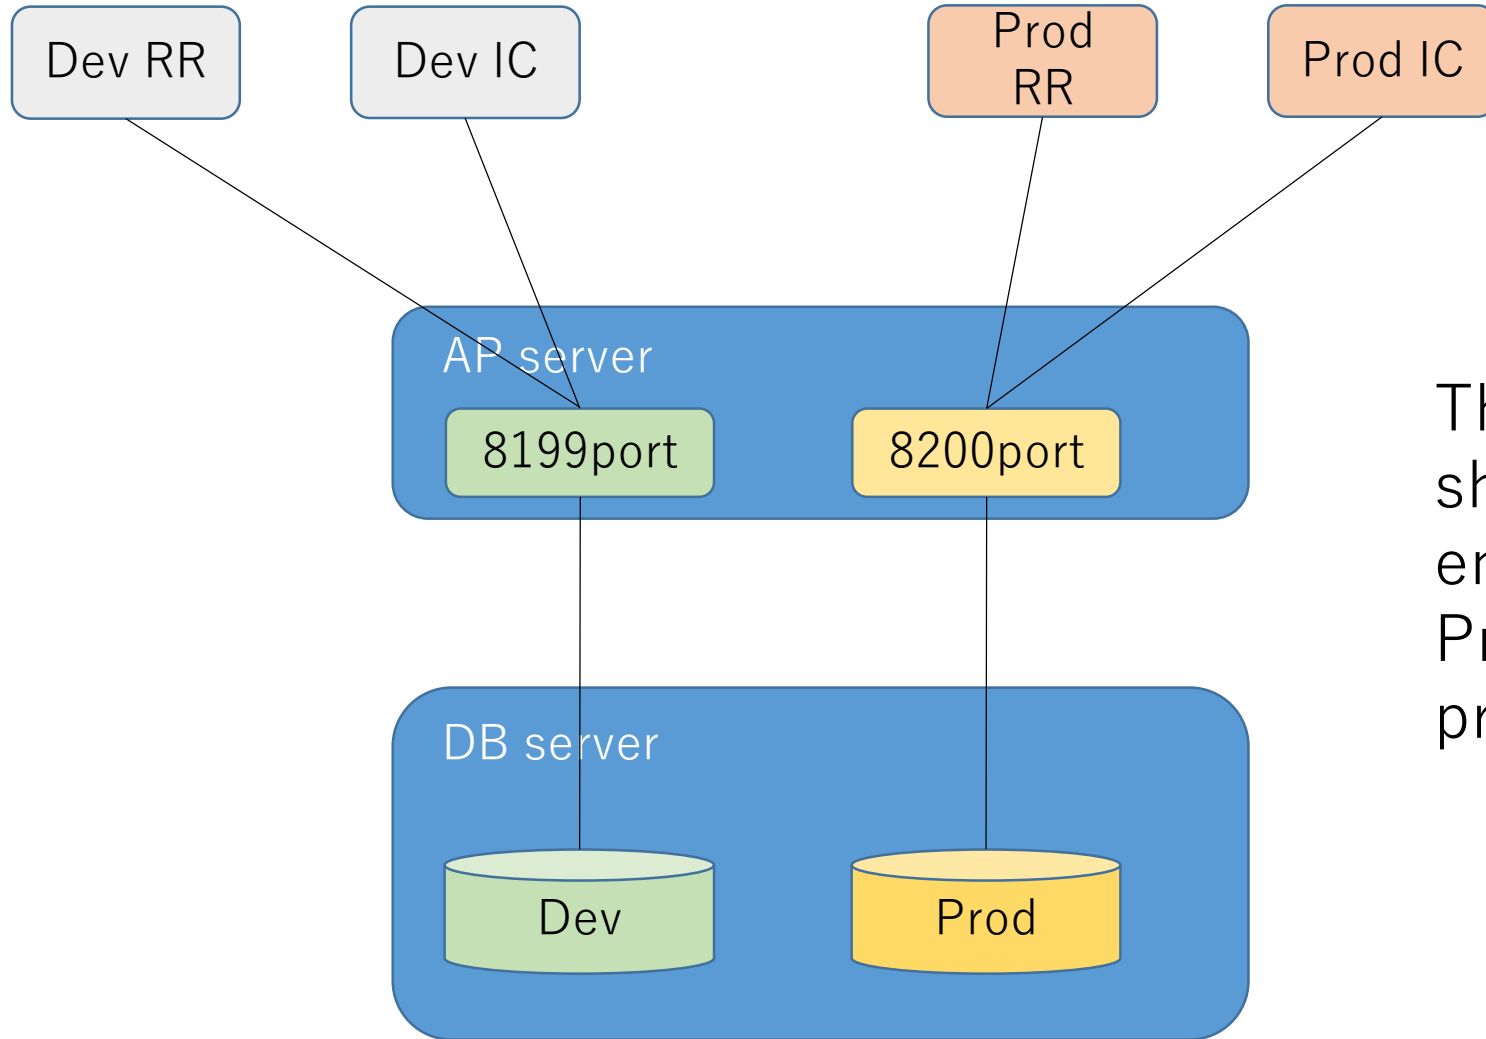 Dev RR
Dev IC
Prod
RR
Prod IC
AP server
8199port
8200port
DB server
Dev
Prod